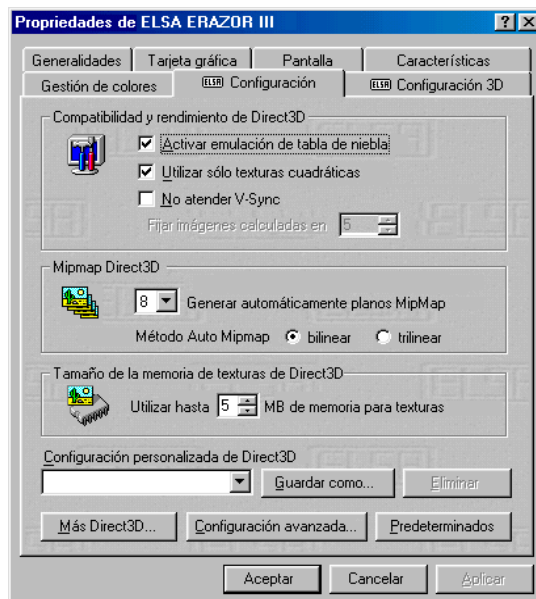 Propriedades de ELSA ERAZOR III
Generalidades Tarjeta gráfica Pantalla Características
Gestión de colores ELSA Configuración ELSA Configuración 3D
Compatibilidad y rendimiento de Direct3D
Activar emulación de tabla de niebla
Utilizar sólo texturas cuadráticas
No atender V-Sync
Fijar imágenes calculadas en 5
Mipmap Direct3D
8 Generar automáticamente planos MipMap
Método Auto Mipmap bilinear trilinear
Tamaño de la memoria de texturas de Direct3D
Utilizar hasta 5 MB de memoria para texturas
Configuración personalizada de Direct3D
Guardar como... Eliminar
Más Direct3D... Configuración avanzada... Predeterminados
Aceptar Cancelar Aplicar